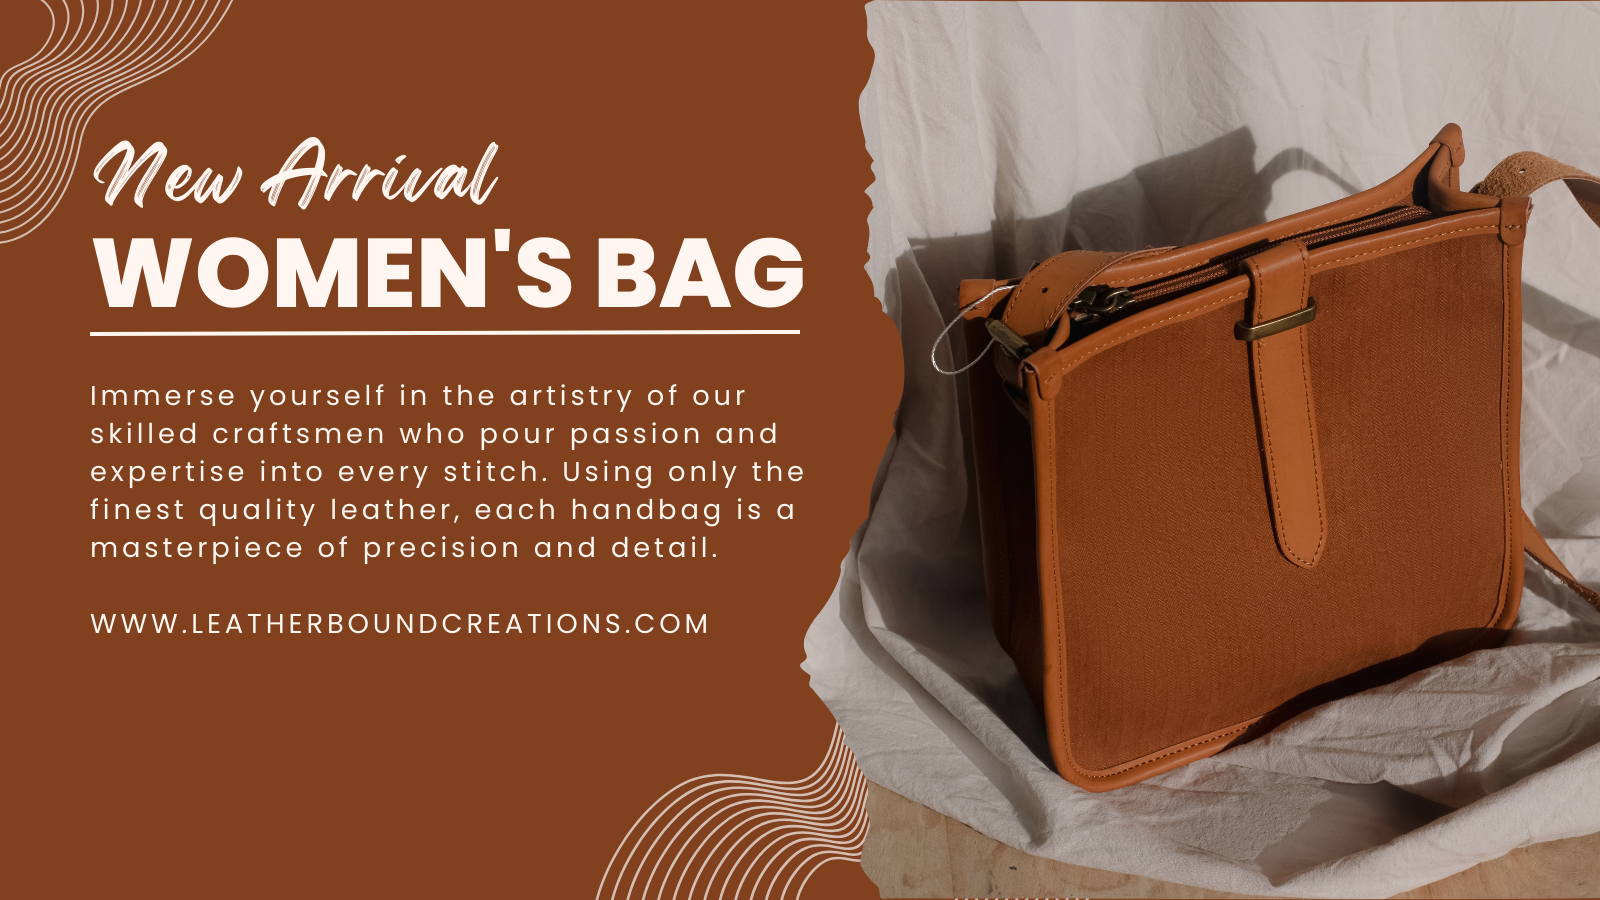 New Arrival
WOMEN'S BAG
Immerse yourself in the artistry of our
skilled craftsmen who pour passion and
expertise into every stitch. Using only the
finest quality leather, each handbag is a
masterpiece of precision and detail.
WWW.LEATHERBOUNDCREATIONS.COM